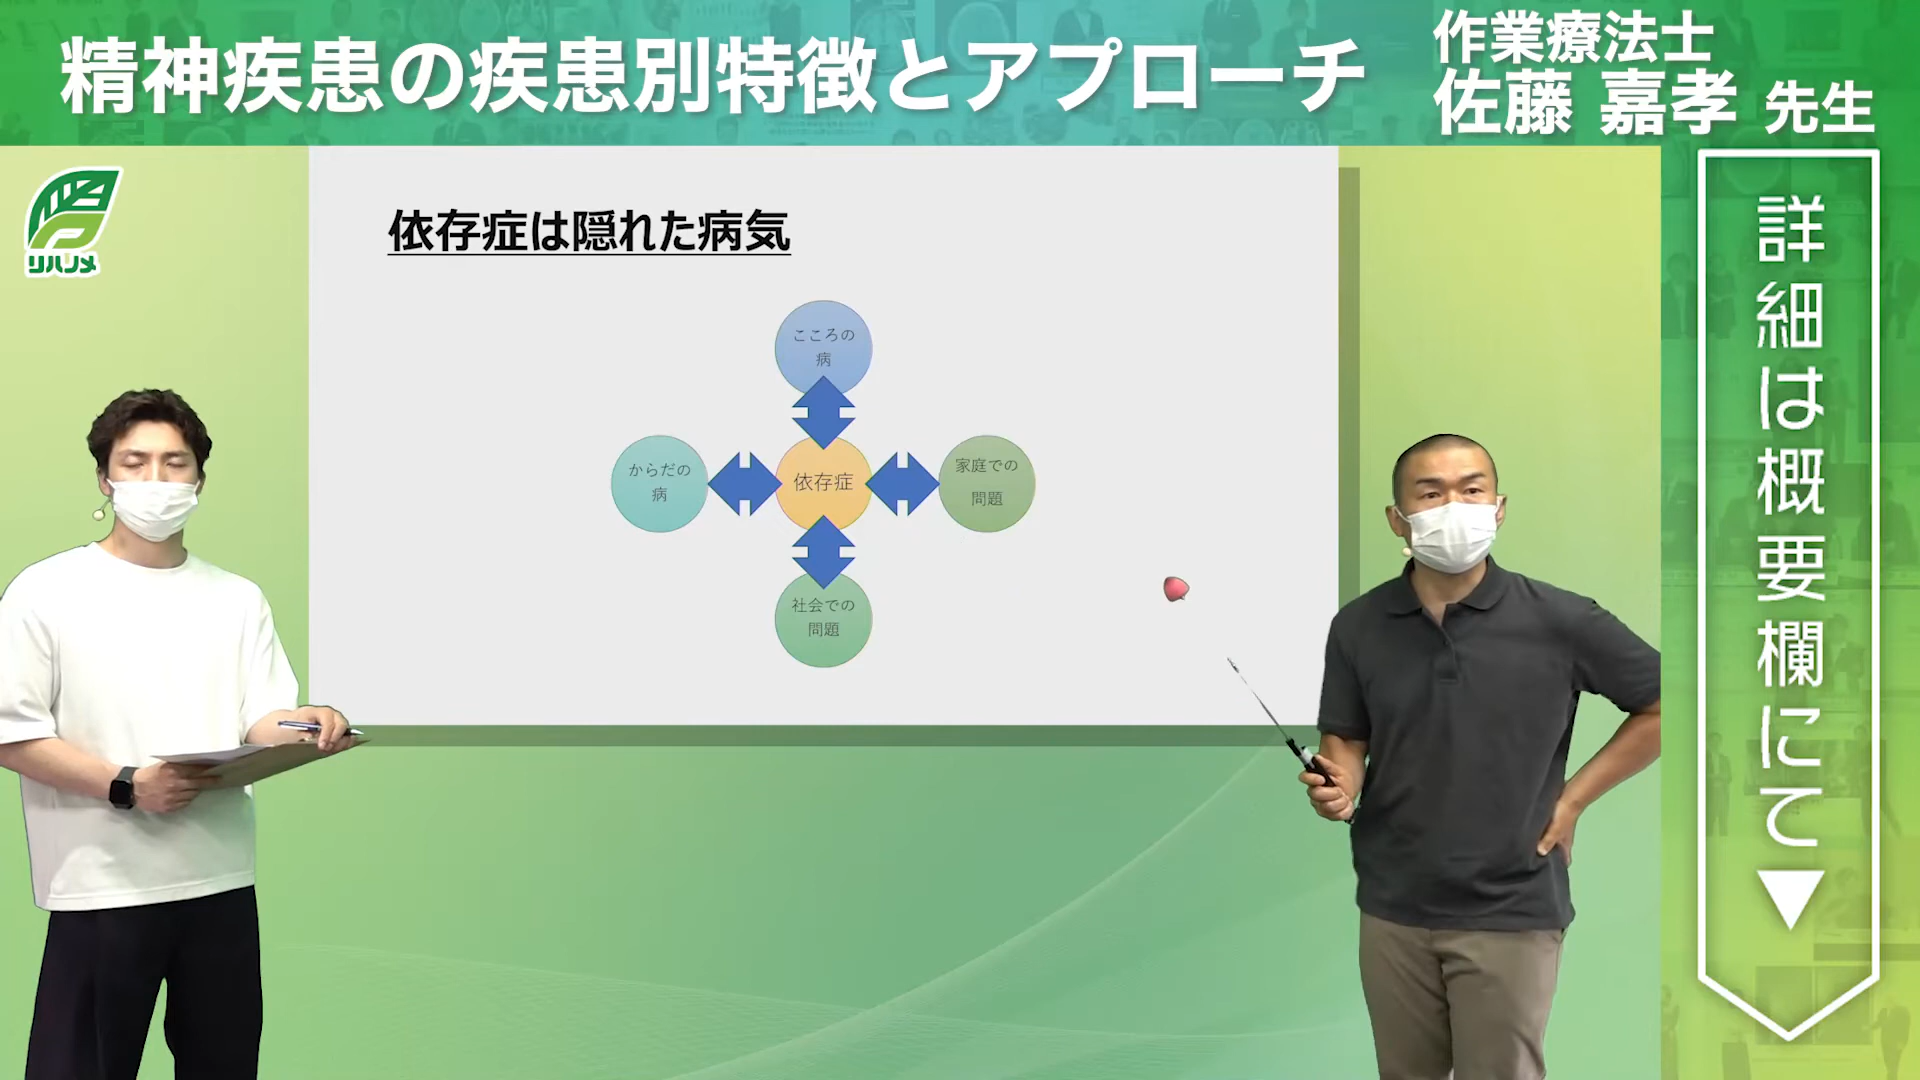 精神疾患の疾患別特徴とアプローチ
作業療法士
佐藤 嘉孝 先生
リハノメ
依存症は隠れた病気
こころの
病
からだの
病
依存症
家庭での
問題
社会での
問題
詳細は概要欄にて▼